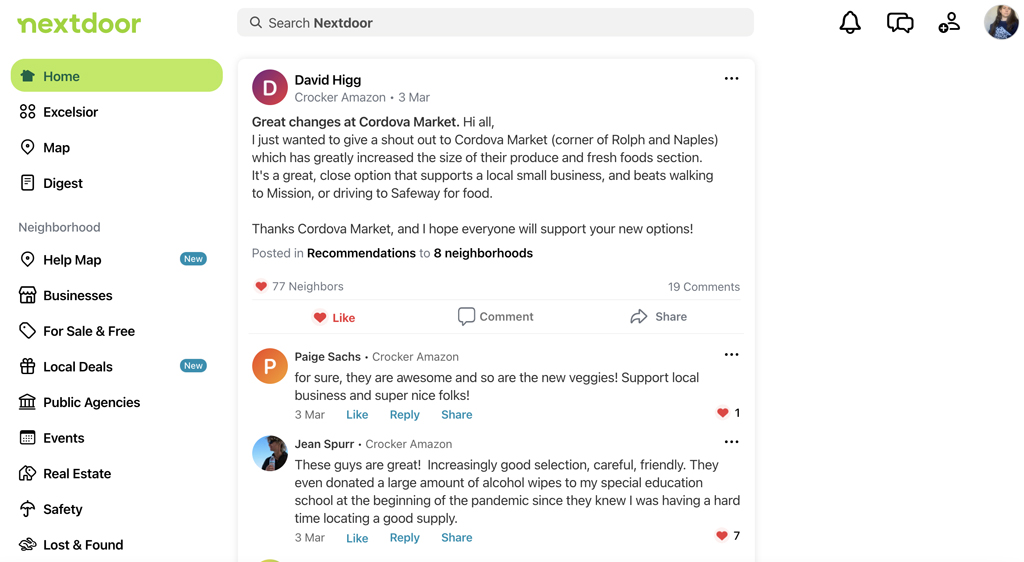 nextdoor
Search Nextdoor
Home
Excelsior
Map
Digest
Neighborhood
Help Map
New
Businesses
For Sale & Free
Local Deals
New
Public Agencies
Events
Real Estate
Safety
Lost & Found
D
David Higg
Crocker Amazon • 3 Mar
Great changes at Cordova Market. Hi all,
I just wanted to give a shout out to Cordova Market (corner of Rolph and Naples)
which has greatly increased the size of their produce and fresh foods section.
It's a great, close option that supports a local small business, and beats walking
to Mission, or driving to Safeway for food.
Thanks Cordova Market, and I hope everyone will support your new options!
Posted in Recommendations to 8 neighborhoods
77 Neighbors
19 Comments
Like
Comment
Share
P
Paige Sachs • Crocker Amazon
for sure, they are awesome and so are the new veggies! Support local
business and super nice folks!
3 Mar Like Reply Share
1
Jean Spurr • Crocker Amazon
These guys are great! Increasingly good selection, careful, friendly. They
even donated a large amount of alcohol wipes to my special education
school at the beginning of the pandemic since they knew I was having a hard
time locating a good supply.
3 Mar Like Reply Share
7